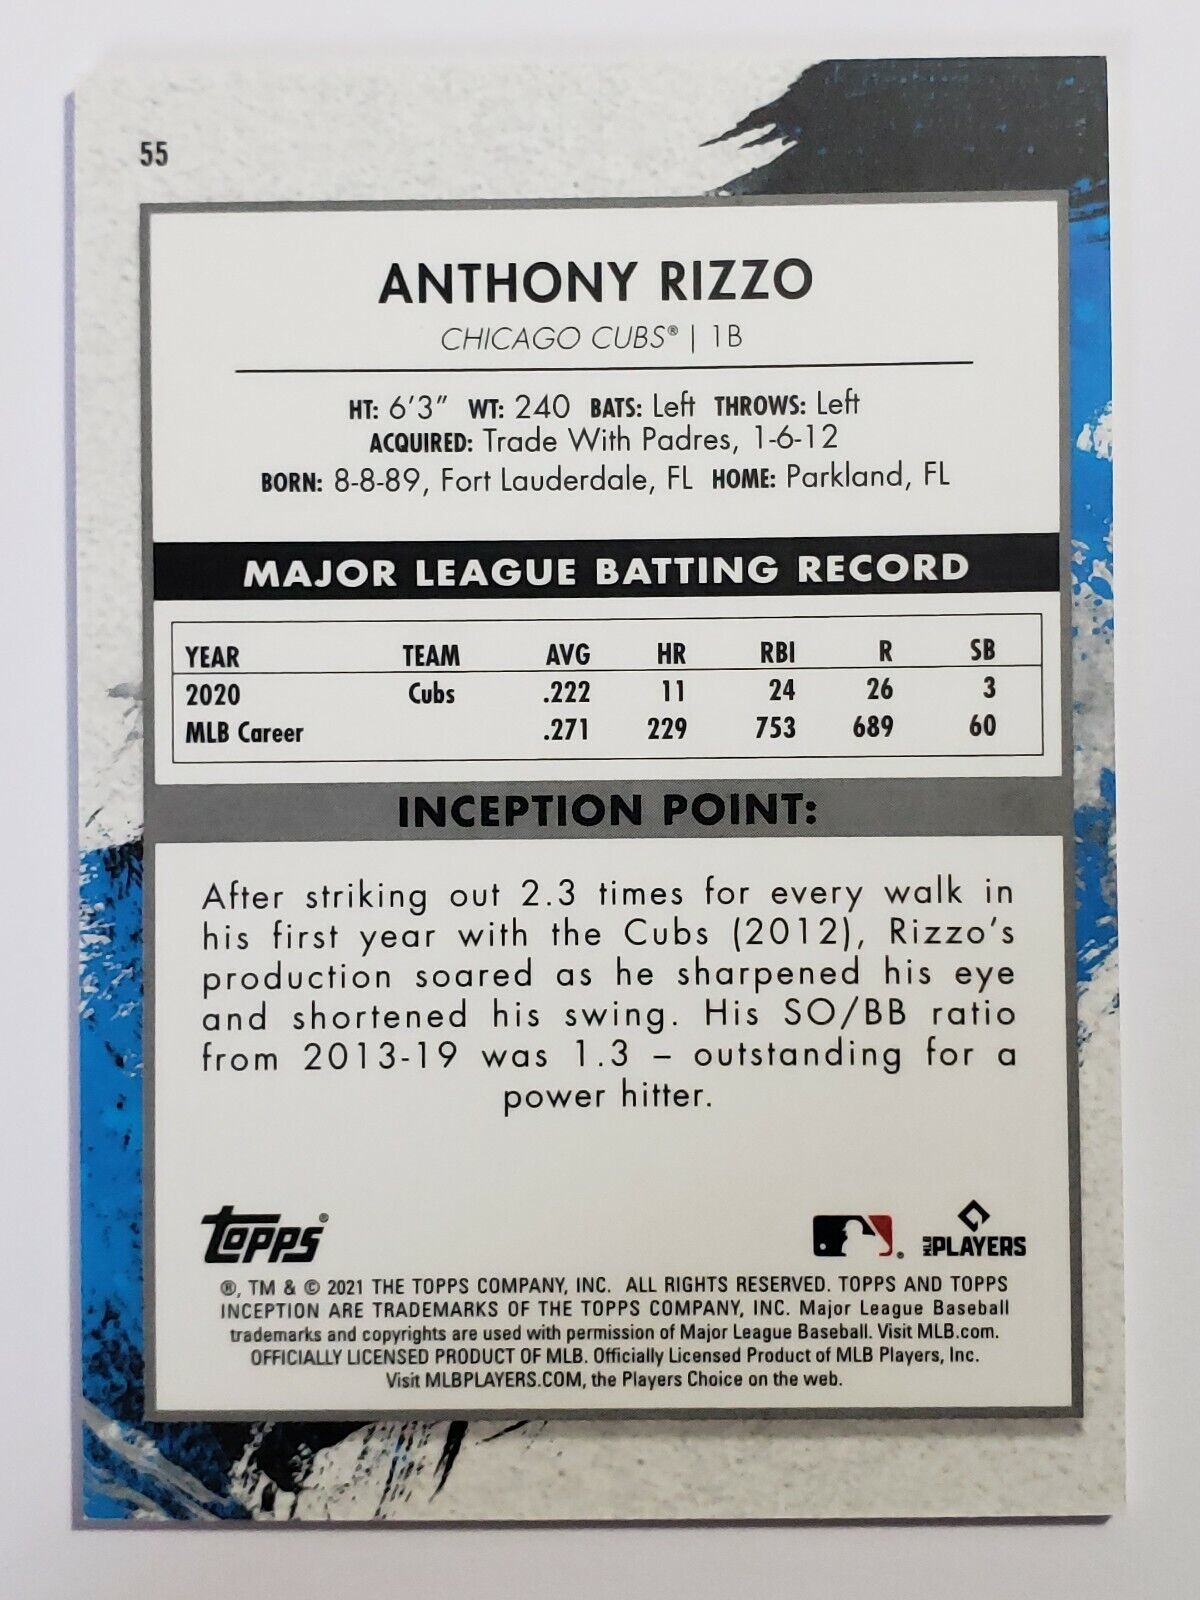 55
ANTHONY RIZZO
CHICAGO CUBS® | 1B
HT: 6'3" WT: 240 BATS: Left THROWS: Left
ACQUIRED: Trade With Padres, 1-6-12
BORN: 8-8-89, Fort Lauderdale, FL HOME: Parkland, FL
MAJOR LEAGUE BATTING RECORD
YEAR TEAM AVG HR RBI R SB
2020 Cubs .222 11 24 26 3
MLB Career .271 229 753 689 60
INCEPTION POINT:
After striking out 2.3 times for every walk in
his first year with the Cubs (2012), Rizzo's
production soared as he sharpened his eye
and shortened his swing. His SO/BB ratio
from 2013-19 was 1.3 – outstanding for a
power hitter.
Topps®
® MLB PLAYERS
®, TM & © 2021 THE TOPPS COMPANY, INC. ALL RIGHTS RESERVED. TOPPS AND TOPPS
INCEPTION ARE TRADEMARKS OF THE TOPPS COMPANY, INC. Major League Baseball
trademarks and copyrights are used with permission of Major League Baseball. Visit MLB.com.
OFFICIALLY LICENSED PRODUCT OF MLB. Officially Licensed Product of MLB Players, Inc.
Visit MLBPLAYERS.COM, the Players Choice on the web.